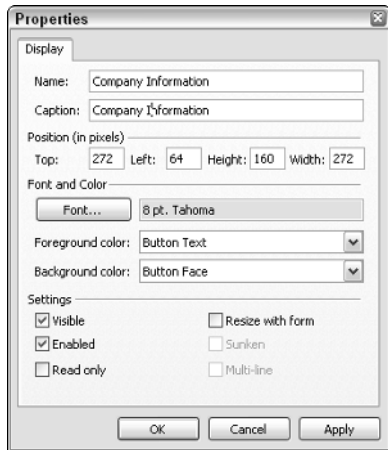 Properties
Display
Name: Company Information
Caption: Company Information
Position (in pixels)
Top: 272 Left: 64 Height: 160 Width: 272
Font and Color
Font... 8 pt. Tahoma
Foreground color: Button Text
Background color: Button Face
Settings
Visible Resize with form
Enabled Sunken
Read only Multi-line
OK Cancel Apply